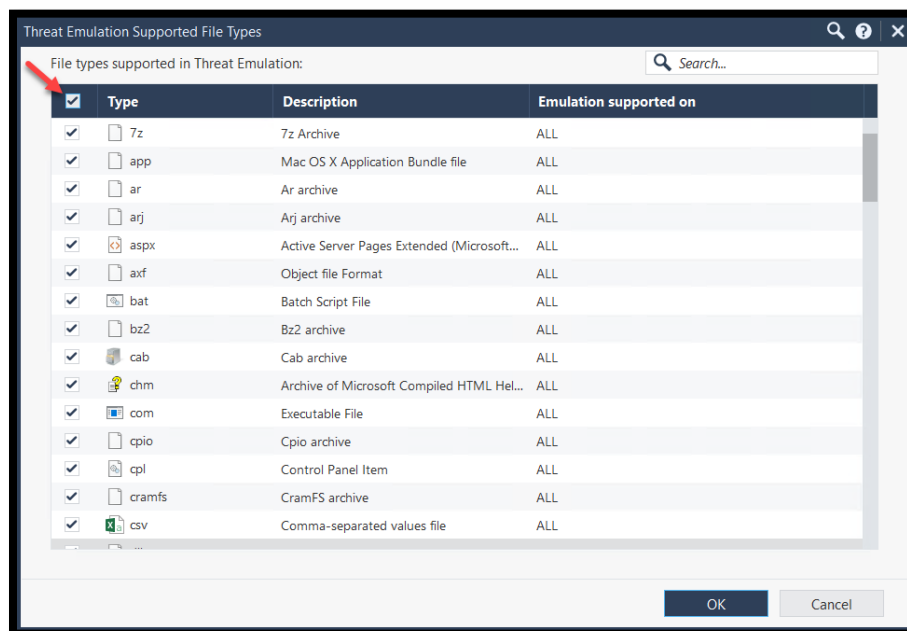 Threat Emulation Supported File Types
File types supported in Threat Emulation:
Search...
Type Description Emulation supported on
7z 7z Archive ALL
app Mac OS X Application Bundle file ALL
ar Ar archive ALL
arj Arj archive ALL
aspx Active Server Pages Extended (Microsoft... ALL
axf Object file Format ALL
bat Batch Script File ALL
bz2 Bz2 archive ALL
cab Cab archive ALL
chm Archive of Microsoft Compiled HTML Hel... ALL
com Executable File ALL
cpio Cpio archive ALL
cpl Control Panel Item ALL
cramfs CramFS archive ALL
csv Comma-separated values file ALL
OK Cancel